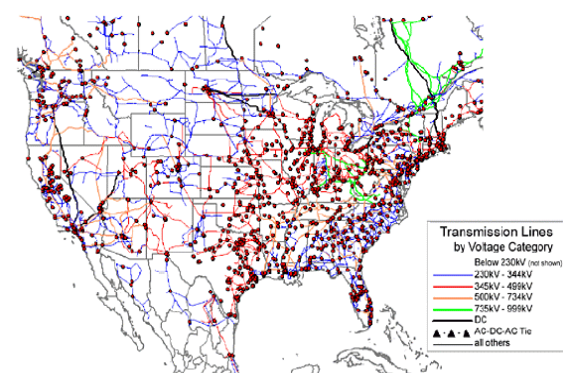 Transmission Lines
by Voltage Category
Below 230kV (not shown)
230kV - 344kV
345kV - 499kV
500kV - 734kV
735kV - 999kV
DC
AC-DC-AC Tie
all others